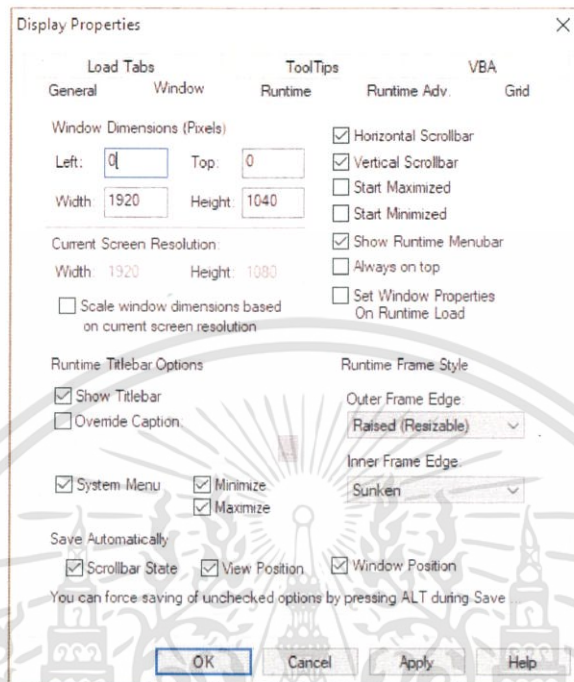 Display Properties
Load Tabs ToolTips VBA
General Window Runtime Runtime Adv. Grid
Window Dimensions (Pixels)
Left: 0 Top: 0
Width: 1920 Height: 1040
Current Screen Resolution:
Width: 1920 Height: 1080
Scale window dimensions based
on current screen resolution
Horizontal Scrollbar
Vertical Scrollbar
Start Maximized
Start Minimized
Show Runtime Menubar
Always on top
Set Window Properties
On Runtime Load
Runtime Titlebar Options
Show Titlebar
Override Caption:
System Menu Minimize
Maximize
Runtime Frame Style
Outer Frame Edge:
Raised (Resizable)
Inner Frame Edge:
Sunken
Save Automatically
Scrollbar State View Position Window Position
You can force saving of unchecked options by pressing ALT during Save ...
OK Cancel Apply Help